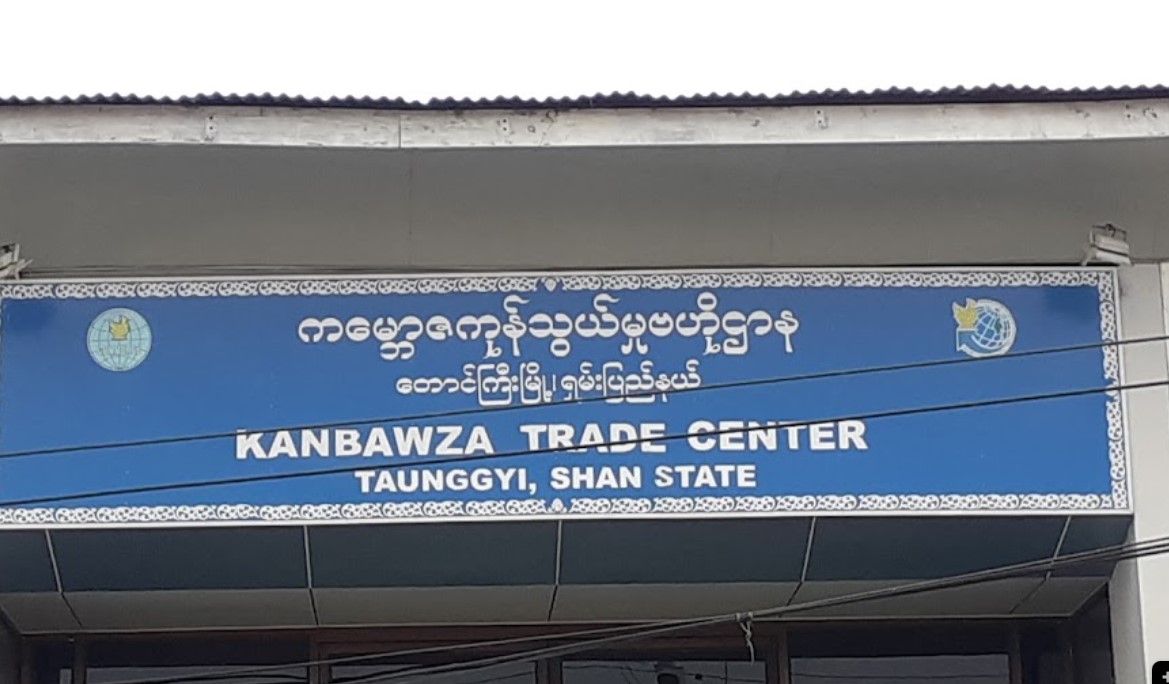 ကမ္ဘောဇကုန်သွယ်မှုဗဟိုဌာန
တောင်ကြီးမြို့၊ ရှမ်းပြည်နယ်
KANBAWZA TRADE CENTER
TAUNGGYI, SHAN STATE